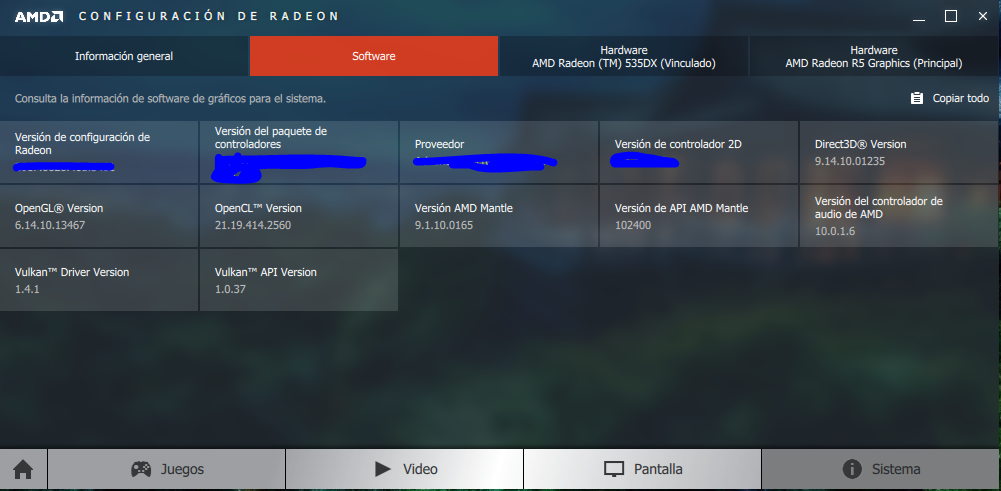 AMD CONFIGURACIÓN DE RADEON
Información general
Software
Hardware
AMD Radeon (TM) 535DX (Vinculado)
Hardware
AMD Radeon R5 Graphics (Principal)
Consulta la información de software de gráficos para el sistema.
Copiar todo
Versión de configuración de
Radeon
Versión del paquete de
controladores
Proveedor
Versión de controlador 2D
Direct3D® Version
9.14.10.01235
OpenGL® Version
6.14.10.13467
OpenCL™ Version
21.19.414.2560
Versión AMD Mantle
9.1.10.0165
Versión de API AMD Mantle
102400
Versión del controlador de
audio de AMD
10.0.1.6
Vulkan™ Driver Version
1.4.1
Vulkan™ API Version
1.0.37
Juegos
Video
Pantalla
Sistema